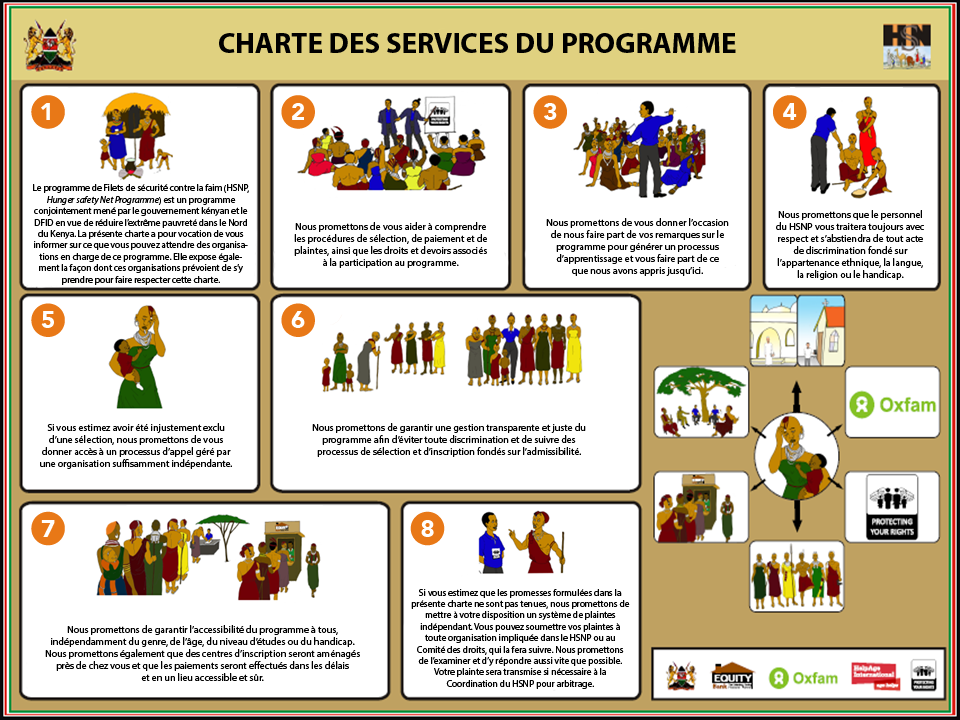 CHARTE DES SERVICES DU PROGRAMME
HSN
1
Le programme de Filets de sécurité contre la faim (HSNP,
Hunger safety Net Programme) est un programme
conjointement mené par le gouvernement kényan et le
DFID en vue de réduire l'extrême pauvreté dans le Nord
du Kenya. La présente charte a pour vocation de vous
informer sur ce que vous pouvez attendre des organisa-
tions en charge de ce programme. Elle expose égale-
ment la façon dont ces organisations prévoient de s'y
prendre pour faire respecter cette charte.
2
Nous promettons de vous aider à comprendre
les procédures de sélection, de paiement et de
plaintes, ainsi que les droits et devoirs associés
à la participation au programme.
3
Nous promettons de vous donner l'occasion
de nous faire part de vos remarques sur le
programme pour générer un processus
d'apprentissage et vous faire part de ce
que nous avons appris jusqu'ici.
4
Nous promettons que le personnel
du HSNP vous traitera toujours avec
respect et s'abstiendra de tout acte
de discrimination fondé sur
l'appartenance ethnique, la langue,
la religion ou le handicap.
5
Si vous estimez avoir été injustement exclu
d'une sélection, nous promettons de vous
donner accès à un processus d'appel géré par
une organisation suffisamment indépendante.
6
Nous promettons de garantir une gestion transparente et juste du
programme afin d'éviter toute discrimination et de suivre des
processus de sélection et d'inscription fondés sur l'admissibilité.
Oxfam
PROTECTING
YOUR RIGHTS
7
Nous promettons de garantir l'accessibilité du programme à tous,
indépendamment du genre, de l'âge, du niveau d'études ou du handicap.
Nous promettons également que des centres d'inscription seront aménagés
près de chez vous et que les paiements seront effectués dans les délais
et en un lieu accessible et sûr.
8
Si vous estimez que les promesses formulées dans la
présente charte ne sont pas tenues, nous promettons de
mettre à votre disposition un système de plaintes
indépendant. Vous pouvez soumettre vos plaintes à
toute organisation impliquée dans le HSNP ou au
Comité des droits, qui la fera suivre. Nous promettons
de l'examiner et d'y répondre aussi vite que possible.
Votre plainte sera transmise si nécessaire à la
Coordination du HSNP pour arbitrage.
EQUITY
Bank
Oxfam
HelpAge
International
PROTECTING
YOUR RIGHTS